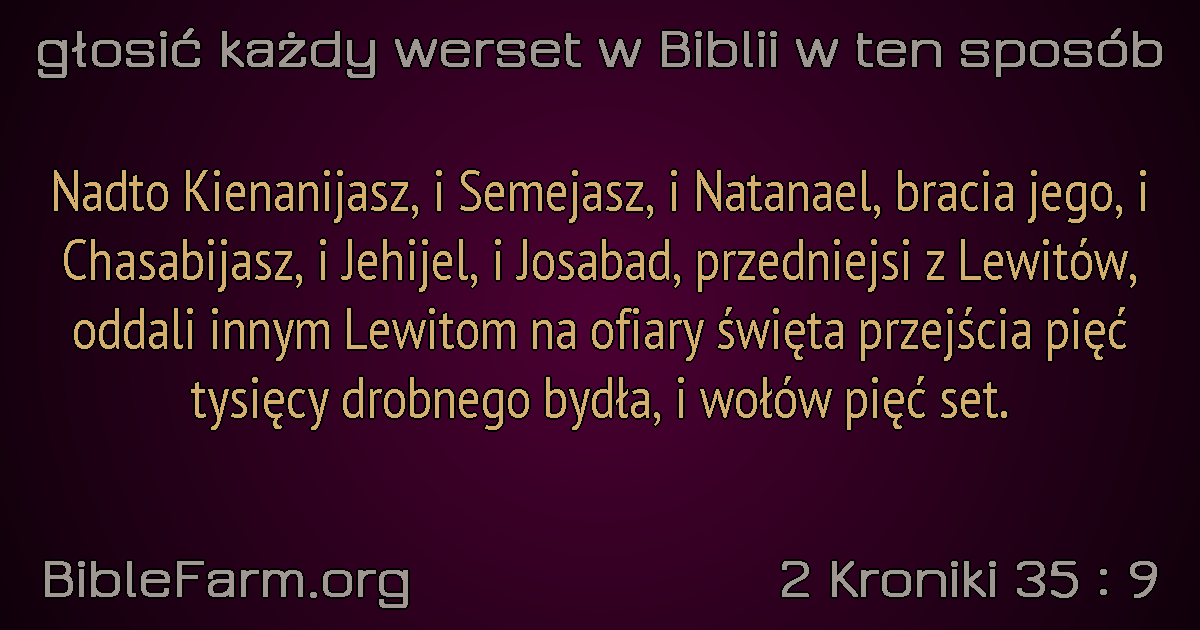 głosić każdy werset w Biblii w ten sposób
Nadto Kienanijasz, i Semejasz, i Natanael, bracia jego, i
Chasabijasz, i Jehijel, i Josabad, przedniejsi z Lewitów,
oddali innym Lewitom na ofiary święta przejścia pięć
tysięcy drobnego bydła, i wołów pięć set.
BibleFarm.org
2 Kroniki 35 : 9